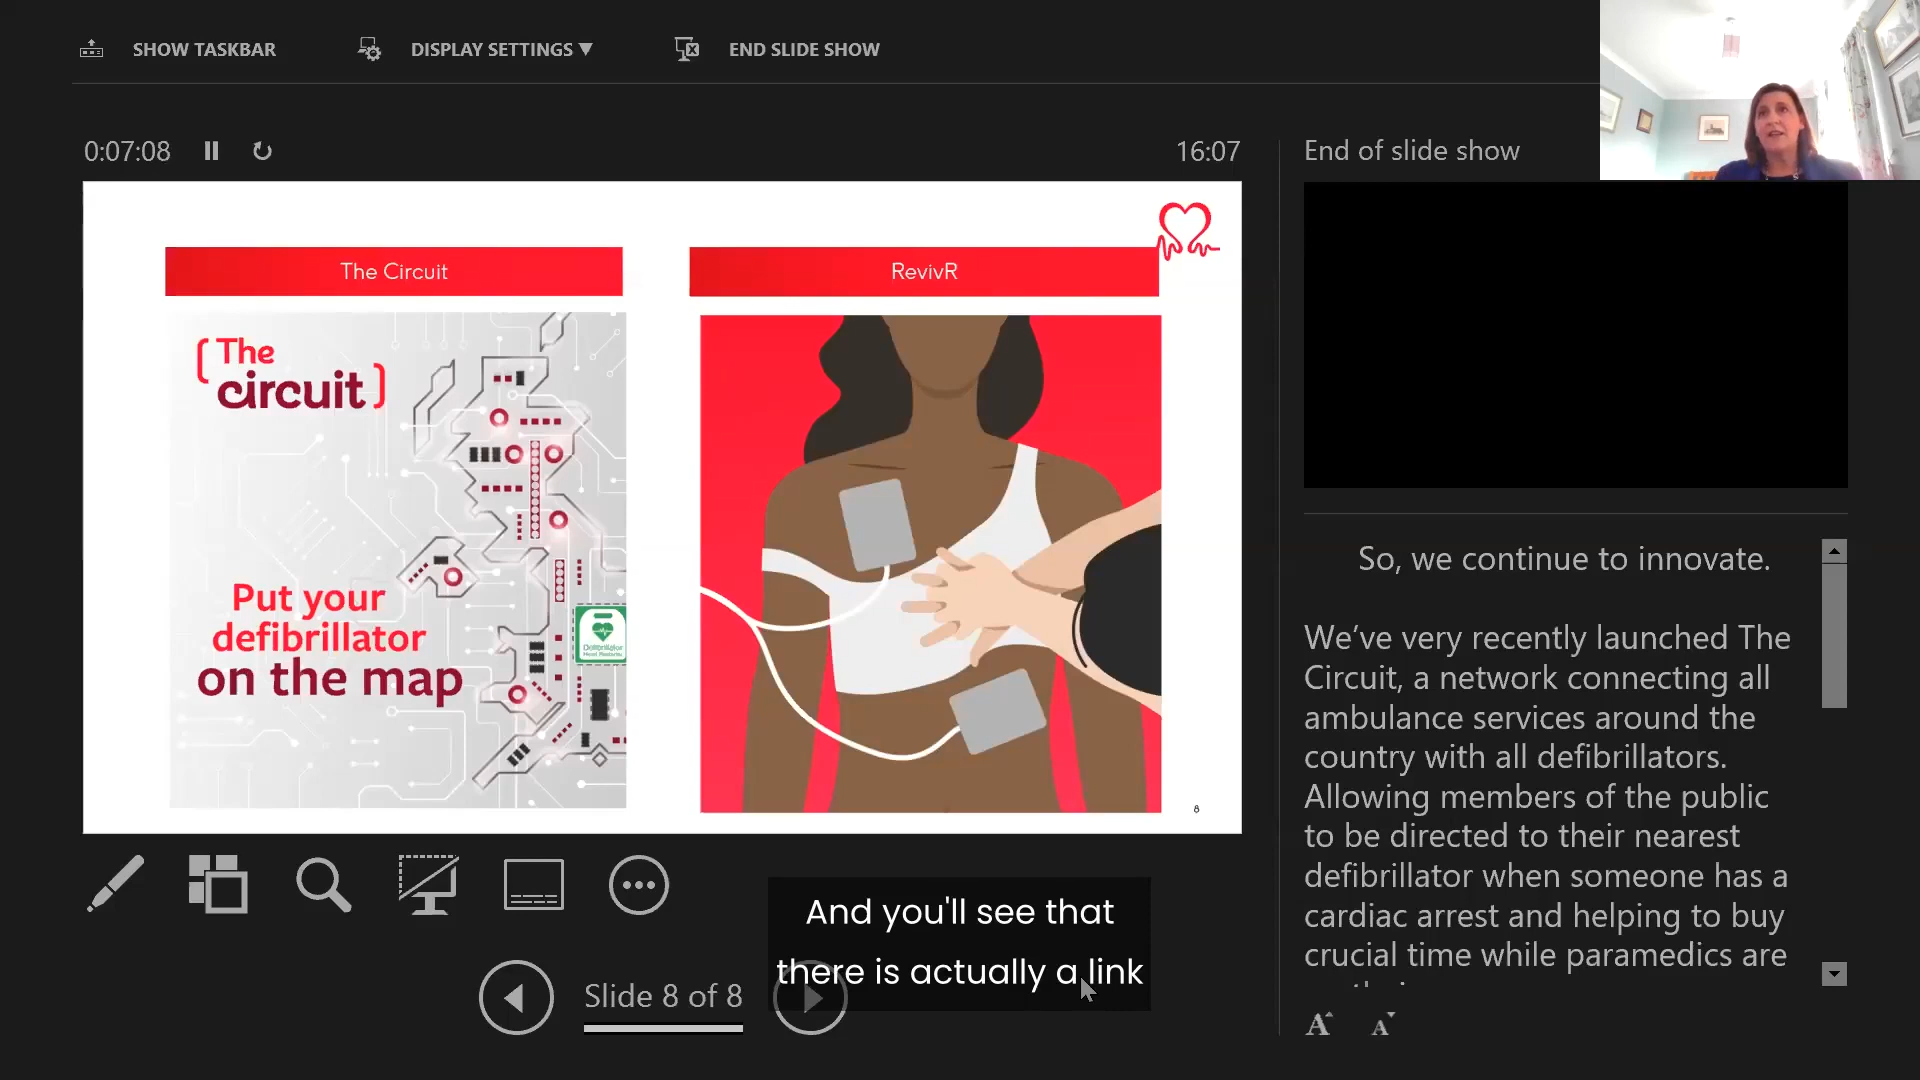 SHOW TASKBAR
DISPLAY SETTINGS ▼
END SLIDE SHOW
0:07:08
16:07
End of slide show
The Circuit
RevivR
The
circuit
Put your
defibrillator
on the map
8
So, we continue to innovate.
We’ve very recently launched The
Circuit, a network connecting all
ambulance services around the
country with all defibrillators.
Allowing members of the public
to be directed to their nearest
defibrillator when someone has a
cardiac arrest and helping to buy
crucial time while paramedics are
And you'll see that
there is actually a link
Slide 8 of 8
A A